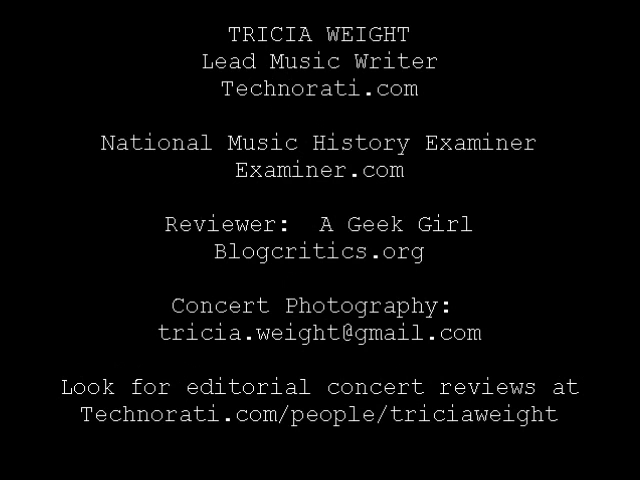 TRICIA WEIGHT
Lead Music Writer
Technorati.com
National Music History Examiner
Examiner.com
Reviewer:  A Geek Girl
Blogcritics.org
Concert Photography:
tricia.weight@gmail.com
Look for editorial concert reviews at
Technorati.com/people/triciaweight